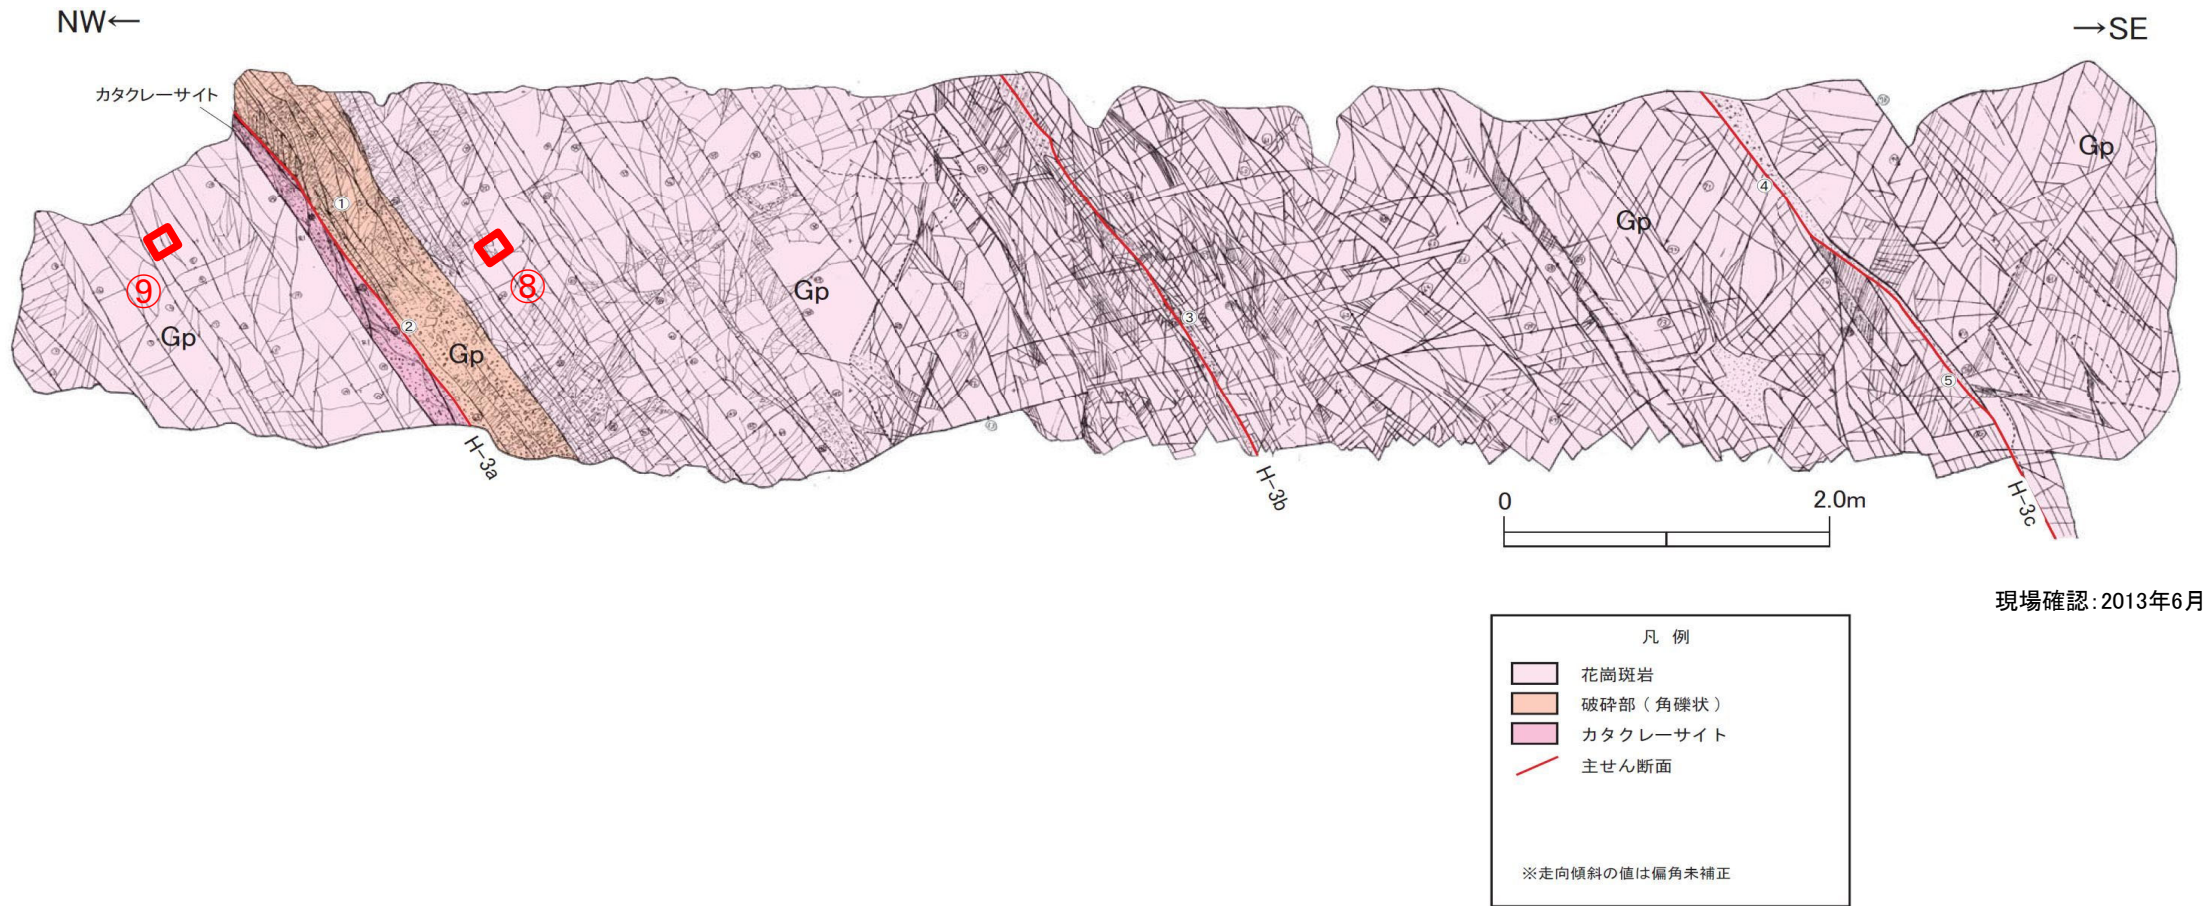 NW← →SE
カタクレーサイト
①
④
Gp
Gp
⑨
⑧
Gp
Gp
②
③
Gp
⑤
H-3a
H-3b
H-3c
0 2.0m
現場確認:2013年6月
凡 例
花崗斑岩
破砕部(角礫状)
カタクレーサイト
主せん断面
※走向傾斜の値は偏角未補正